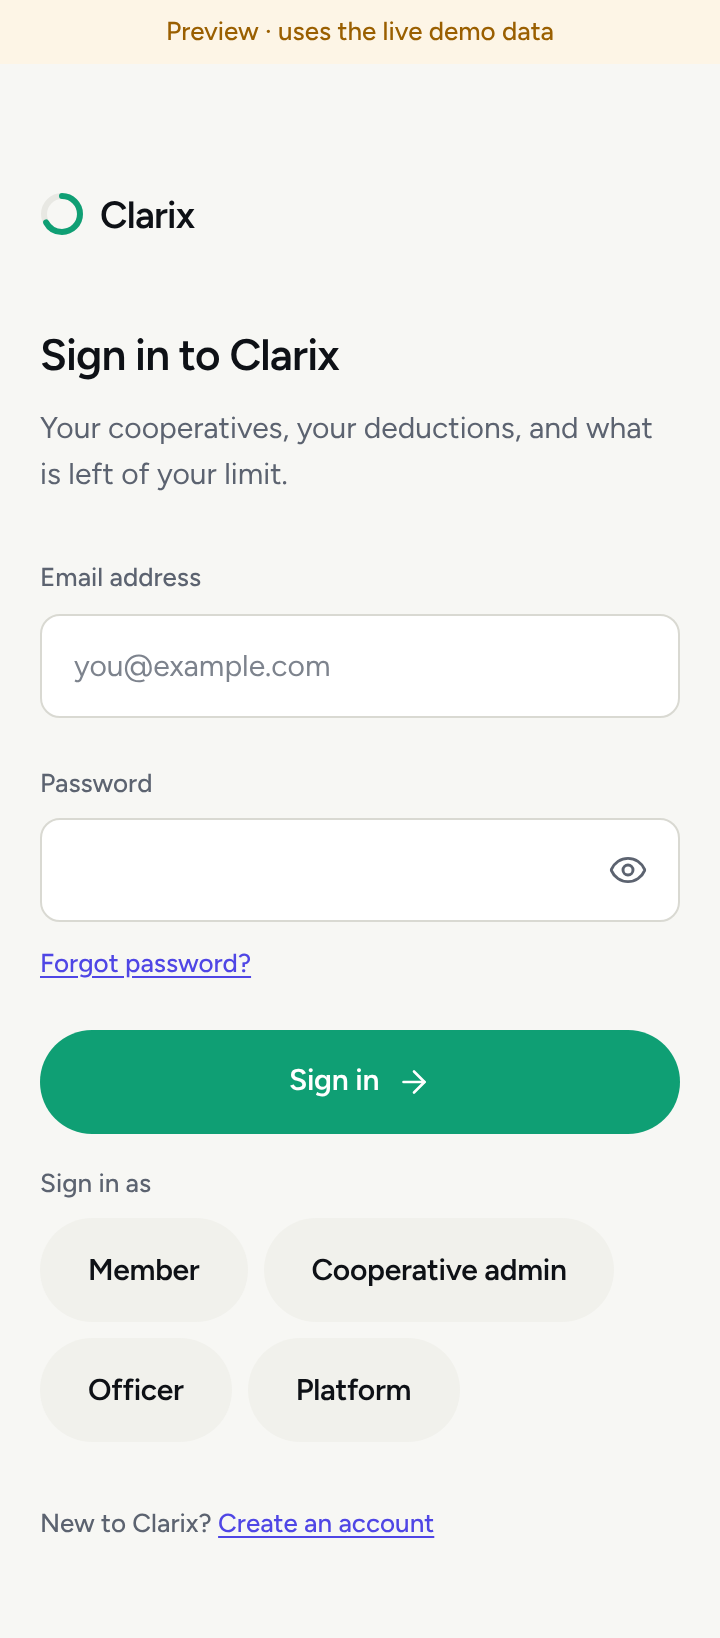 Preview · uses the live demo data
Clarix
Sign in to Clarix
Your cooperatives, your deductions, and what
is left of your limit.
Email address
you@example.com
Password
Forgot password?
Sign in →
Sign in as
Member
Cooperative admin
Officer
Platform
New to Clarix? Create an account